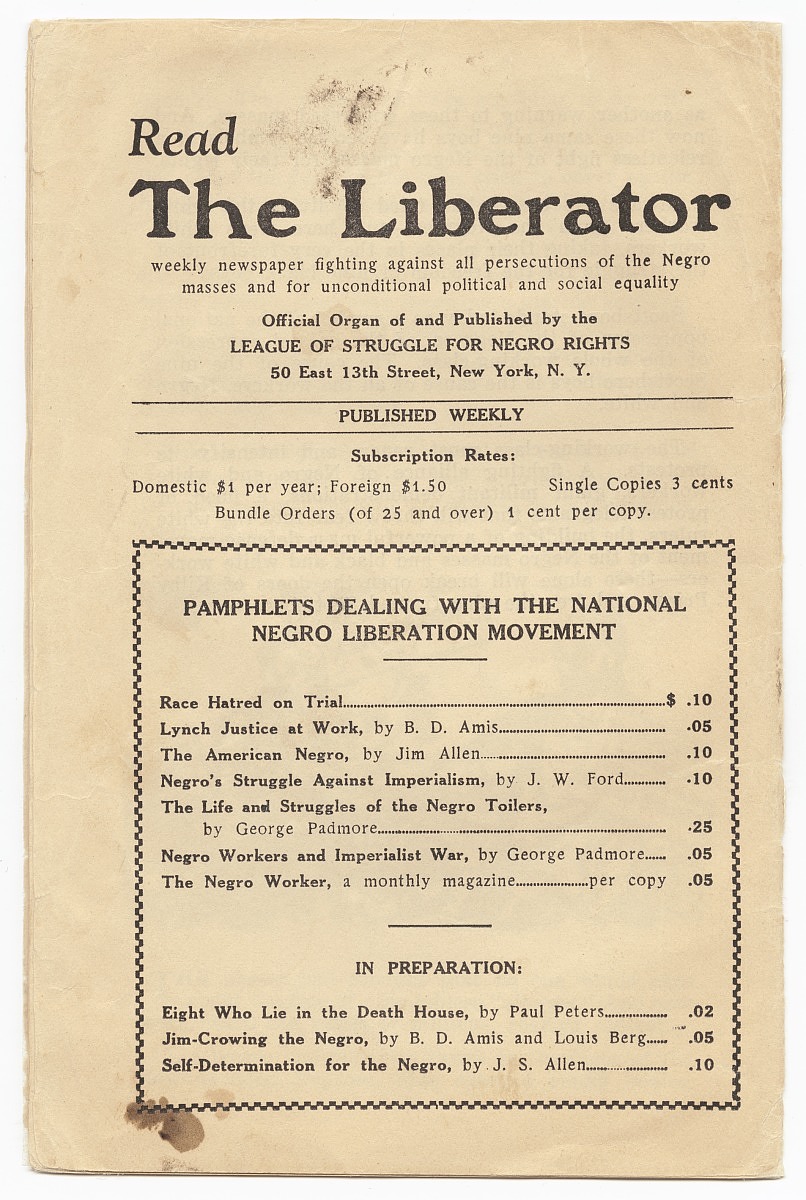 Read
The Liberator
weekly newspaper fighting against all persecutions of the Negro
masses and for unconditional political and social equality
Official Organ of and Published by the
LEAGUE OF STRUGGLE FOR NEGRO RIGHTS
50 East 13th Street, New York, N. Y.
PUBLISHED WEEKLY
Subscription Rates:
Domestic $1 per year; Foreign $1.50 Single Copies 3 cents
Bundle Orders (of 25 and over) 1 cent per copy.
PAMPHLETS DEALING WITH THE NATIONAL
NEGRO LIBERATION MOVEMENT
Race Hatred on Trial........$ .10
Lynch Justice at Work, by B. D. Amis........ .05
The American Negro, by Jim Allen........ .10
Negro's Struggle Against Imperialism, by J. W. Ford........ .10
The Life and Struggles of the Negro Toilers,
by George Padmore........ .25
Negro Workers and Imperialist War, by George Padmore...... .05
The Negro Worker, a monthly magazine........per copy .05
IN PREPARATION:
Eight Who Lie in the Death House, by Paul Peters........ .02
Jim-Crowing the Negro, by B. D. Amis and Louis Berg...... .05
Self-Determination for the Negro, by J. S. Allen........ .10